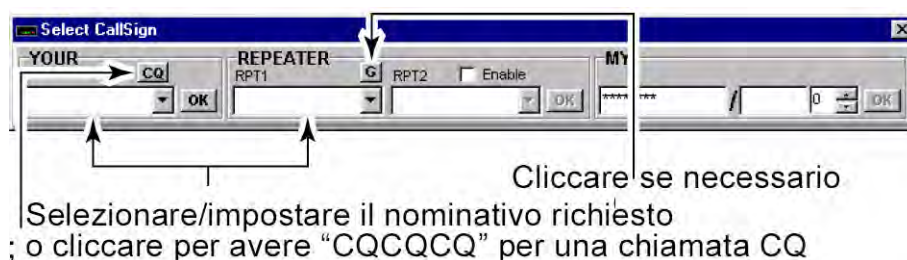 Select CallSign
YOUR REPEATER MY
CQ RPT1 G RPT2 Enable
OK OK ******** / 0 OK
Cliccare se necessario
Selezionare/impostare il nominativo richiesto
; o cliccare per avere “CQCQCQ” per una chiamata CQ